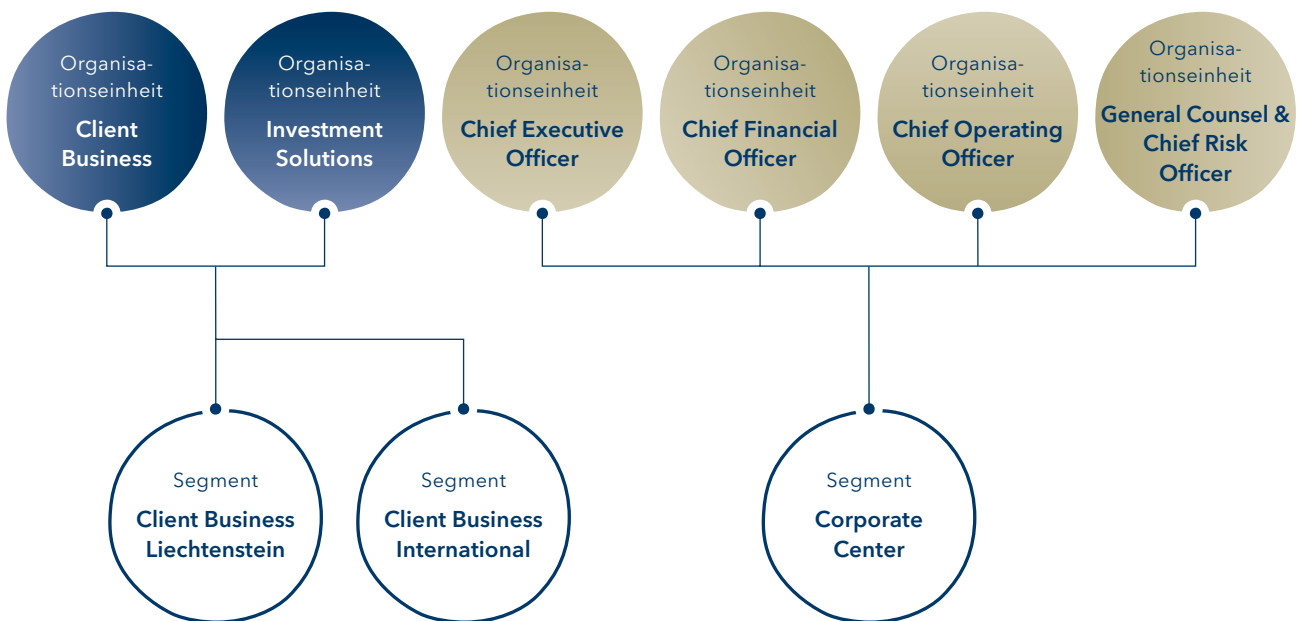 Organisa-
tionseinheit
Client
Business
Organisa-
tionseinheit
Investment
Solutions
Organisa-
tionseinheit
Chief Executive
Officer
Organisa-
tionseinheit
Chief Financial
Officer
Organisa-
tionseinheit
Chief Operating
Officer
Organisa-
tionseinheit
General Counsel &
Chief Risk
Officer
Segment
Client Business
Liechtenstein
Segment
Client Business
International
Segment
Corporate
Center